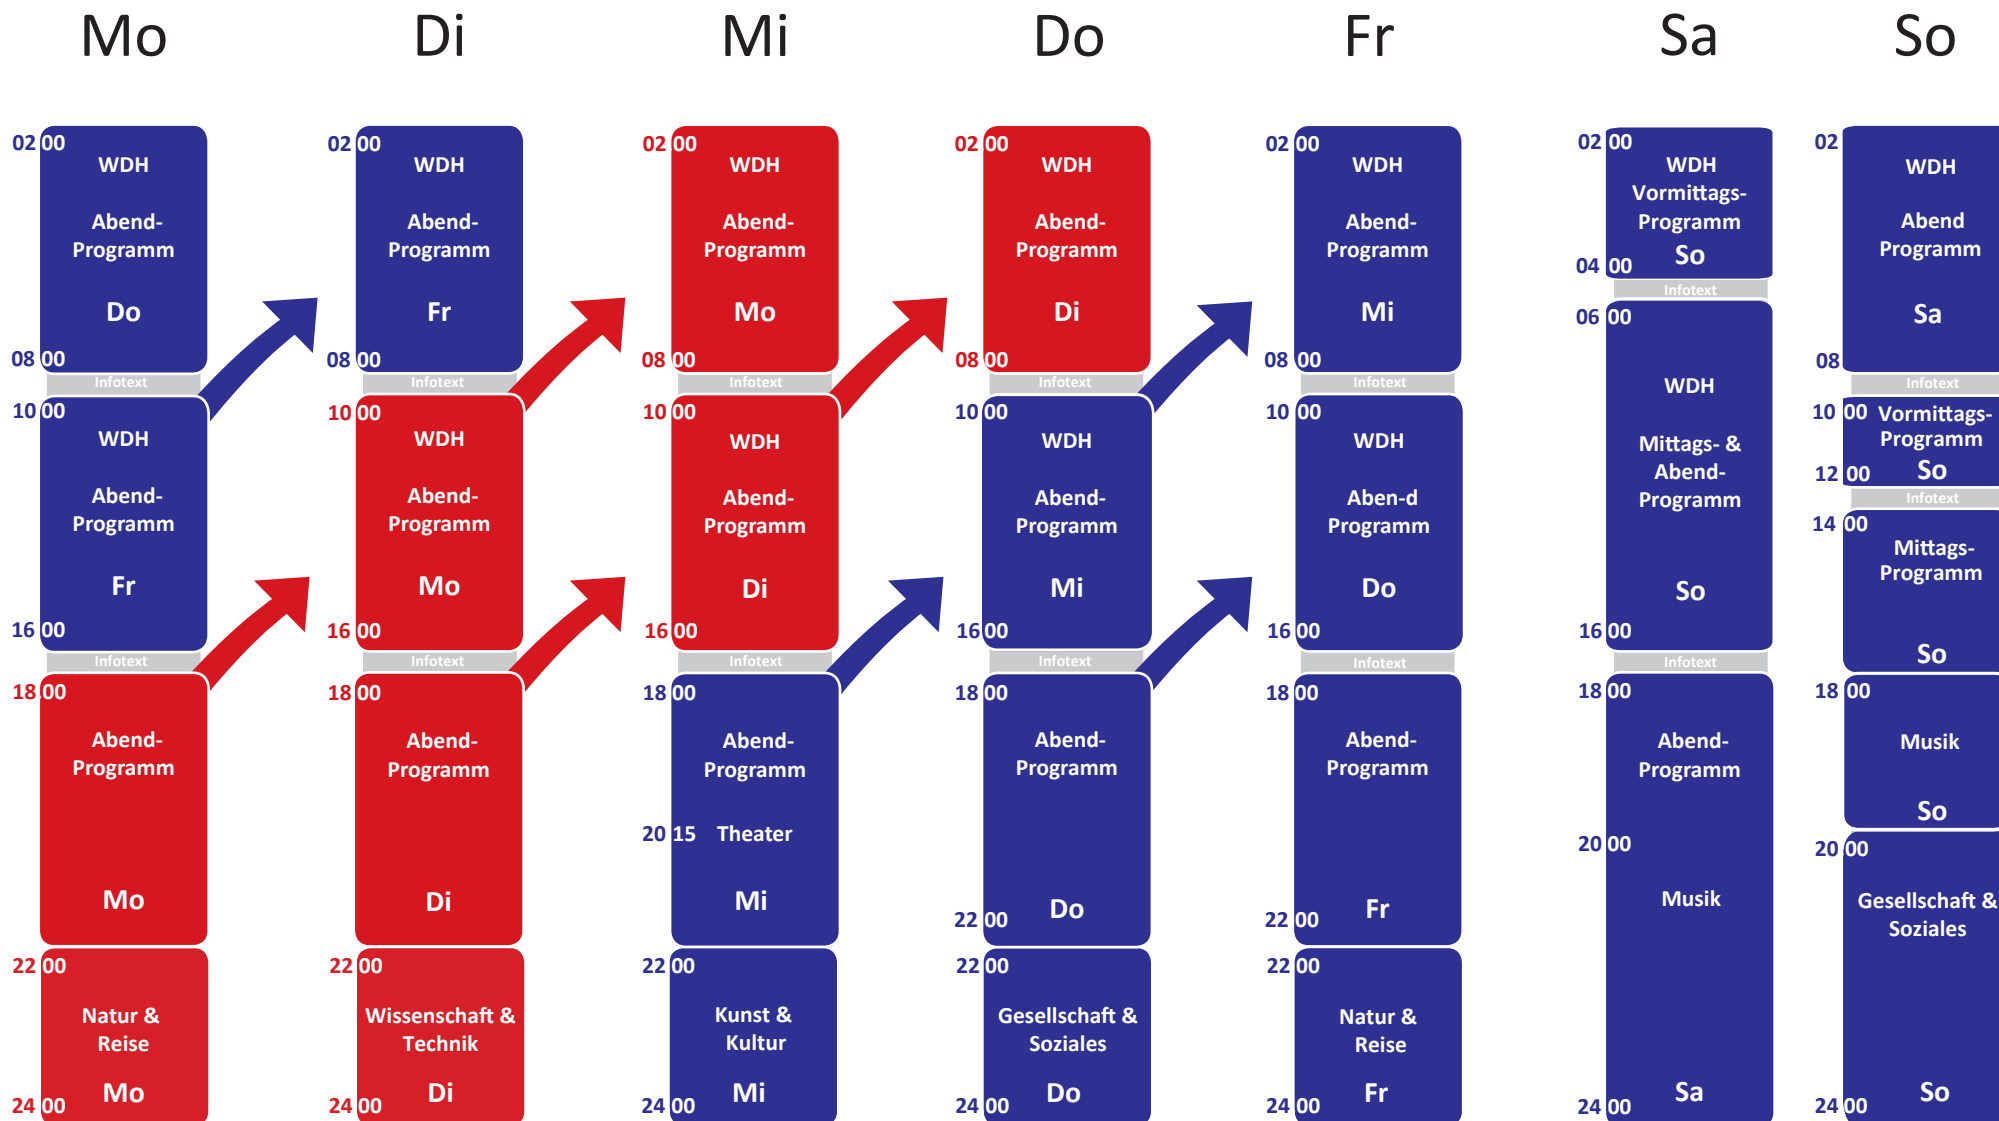 Mo
02 00
WDH
Abend-
Programm
Do
08 00
Infotext
10 00
WDH
Abend-
Programm
Fr
16 00
Infotext
18 00
Abend-
Programm
Mo
22 00
Natur &
Reise
Mo
24 00
Di
02 00
WDH
Abend-
Programm
Fr
08 00
Infotext
10 00
WDH
Abend-
Programm
Mo
16 00
Infotext
18 00
Abend-
Programm
Di
22 00
Wissenschaft &
Technik
Di
24 00
Mi
02 00
WDH
Abend-
Programm
Mo
08 00
Infotext
10 00
WDH
Abend-
Programm
Di
16 00
Infotext
18 00
Abend-
Programm
20 15 Theater
Mi
22 00
Kunst &
Kultur
Mi
24 00
Do
02 00
WDH
Abend-
Programm
Di
08 00
Infotext
10 00
WDH
Abend-
Programm
Mi
16 00
Infotext
18 00
Abend-
Programm
Do
22 00
22 00
Gesellschaft &
Soziales
Do
24 00
Fr
02 00
WDH
Abend-
Programm
Mi
08 00
Infotext
10 00
WDH
Aben-d
Programm
Do
16 00
Infotext
18 00
Abend-
Programm
Fr
22 00
22 00
Natur &
Reise
Fr
24 00
Sa
02 00
WDH
Vormittags-
Programm
So
04 00
Infotext
06 00
WDH
Mittags- &
Abend-
Programm
So
16 00
Infotext
18 00
Abend-
Programm
20 00
Musik
Sa
24 00
So
02
WDH
Abend
Programm
Sa
08
Infotext
10 00 Vormittags-
Programm
So
12 00
Infotext
14 00
Mittags-
Programm
So
18 00
Musik
So
20 00
Gesellschaft &
Soziales
So
24 00